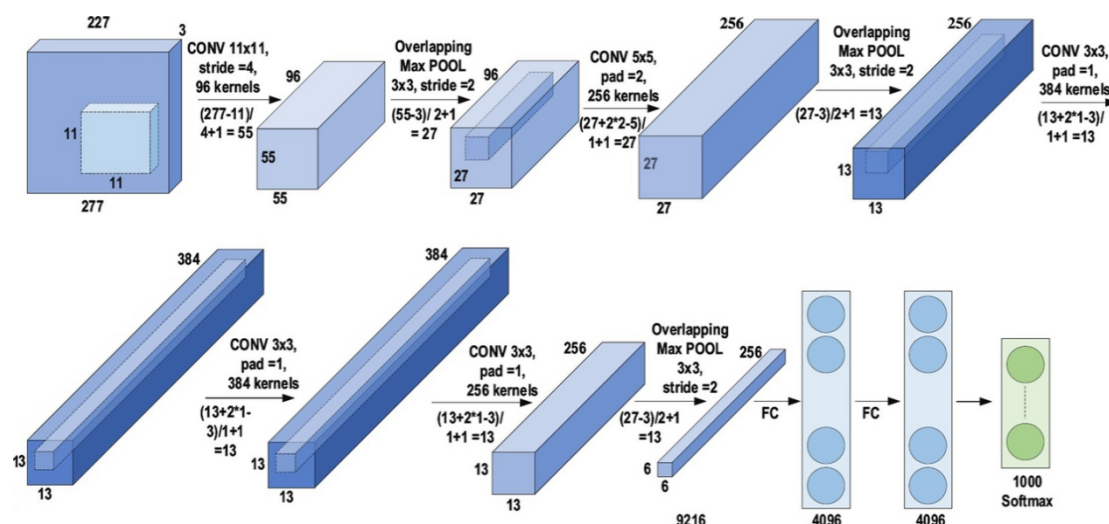 227
3
CONV 11x11,
stride =4,
96 kernels
(277-11)/
4+1 = 55
11
11
277
96
55
55
Overlapping
Max POOL
3x3, stride =2
(55-3)/ 2+1
= 27
96
27
27
CONV 5x5,
pad =2,
256 kernels
(27+2*2-5)/
1+1 =27
256
27
27
Overlapping
Max POOL
3x3, stride =2
(27-3)/2+1 =13
256
13
13
CONV 3x3,
pad =1,
384 kernels
(13+2*1-3)/
1+1 =13
384
13
13
CONV 3x3,
pad =1,
384 kernels
(13+2*1-
3)/1+1
=13
384
13
13
CONV 3x3,
pad =1,
256 kernels
(13+2*1-3)/
1+1 =13
256
13
13
Overlapping
Max POOL
3x3,
stride =2
(27-3)/2+1
=13
256
6
6
9216
FC
4096
FC
4096
1000
Softmax